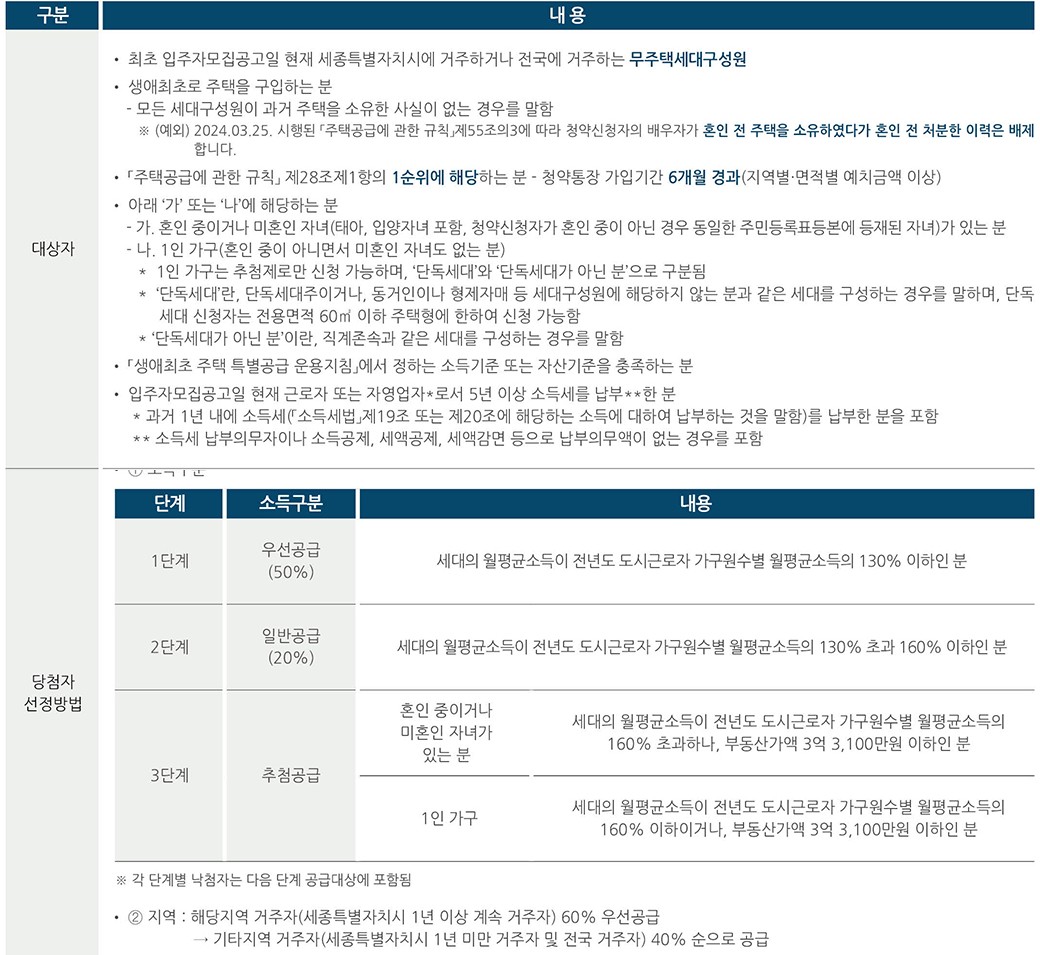 구분
내 용
대상자
• 최초 입주자모집공고일 현재 세종특별자치시에 거주하거나 전국에 거주하는 무주택세대구성원
• 생애최초로 주택을 구입하는 분
- 모든 세대구성원이 과거 주택을 소유한 사실이 없는 경우를 말함
※ (예외) 2024.03.25. 시행된 「주택공급에 관한 규칙」제55조의3에 따라 청약신청자의 배우자가 혼인 전 주택을 소유하였다가 혼인 전 처분한 이력은 배제
합니다.
• 「주택공급에 관한 규칙」 제28조제1항의 1순위에 해당하는 분 - 청약통장 가입기간 6개월 경과(지역별·면적별 예치금액 이상)
• 아래 ‘가’ 또는 ‘나’에 해당하는 분
- 가. 혼인 중이거나 미혼인 자녀(태아, 입양자녀 포함, 청약신청자가 혼인 중이 아닌 경우 동일한 주민등록표등본에 등재된 자녀)가 있는 분
- 나. 1인 가구(혼인 중이 아니면서 미혼인 자녀도 없는 분)
* 1인 가구는 추첨제로만 신청 가능하며, ‘단독세대’와 ‘단독세대가 아닌 분’으로 구분됨
* ‘단독세대’란, 단독세대주이거나, 동거인이나 형제자매 등 세대구성원에 해당하지 않는 분과 같은 세대를 구성하는 경우를 말하며, 단독
세대 신청자는 전용면적 60㎡ 이하 주택형에 한하여 신청 가능함
* ‘단독세대가 아닌 분’이란, 직계존속과 같은 세대를 구성하는 경우를 말함
• 「생애최초 주택 특별공급 운용지침」에서 정하는 소득기준 또는 자산기준을 충족하는 분
• 입주자모집공고일 현재 근로자 또는 자영업자*로서 5년 이상 소득세를 납부**한 분
* 과거 1년 내에 소득세(「소득세법」제19조 또는 제20조에 해당하는 소득에 대하여 납부하는 것을 말함)를 납부한 분을 포함
** 소득세 납부의무자이나 소득공제, 세액공제, 세액감면 등으로 납부의무액이 없는 경우를 포함
당첨자
선정방법
단계
소득구분
내용
1단계
우선공급
(50%)
세대의 월평균소득이 전년도 도시근로자 가구원수별 월평균소득의 130% 이하인 분
2단계
일반공급
(20%)
세대의 월평균소득이 전년도 도시근로자 가구원수별 월평균소득의 130% 초과 160% 이하인 분
3단계
추첨공급
혼인 중이거나
미혼인 자녀가
있는 분
세대의 월평균소득이 전년도 도시근로자 가구원수별 월평균소득의
160% 초과하나, 부동산가액 3억 3,100만원 이하인 분
1인 가구
세대의 월평균소득이 전년도 도시근로자 가구원수별 월평균소득의
160% 이하이거나, 부동산가액 3억 3,100만원 이하인 분
※ 각 단계별 낙첨자는 다음 단계 공급대상에 포함됨
• ② 지역 : 해당지역 거주자(세종특별자치시 1년 이상 계속 거주자) 60% 우선공급
→ 기타지역 거주자(세종특별자치시 1년 미만 거주자 및 전국 거주자) 40% 순으로 공급